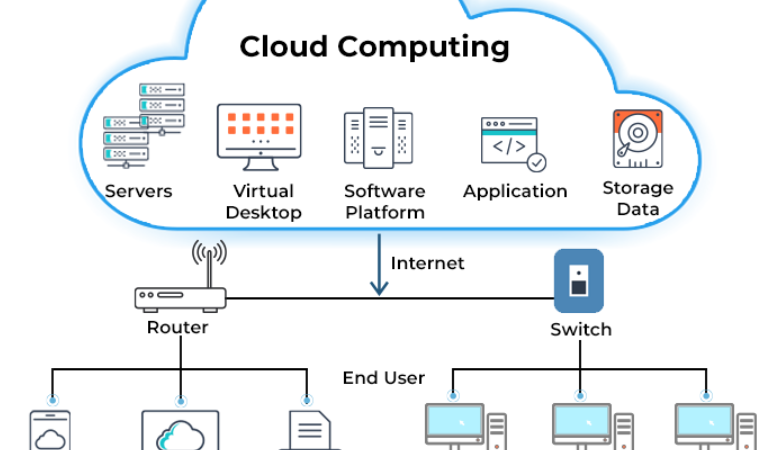 Cloud Computing
Servers
Virtual
Desktop
Software
Platform
Application
Storage
Data
Internet
Router
Switch
End User